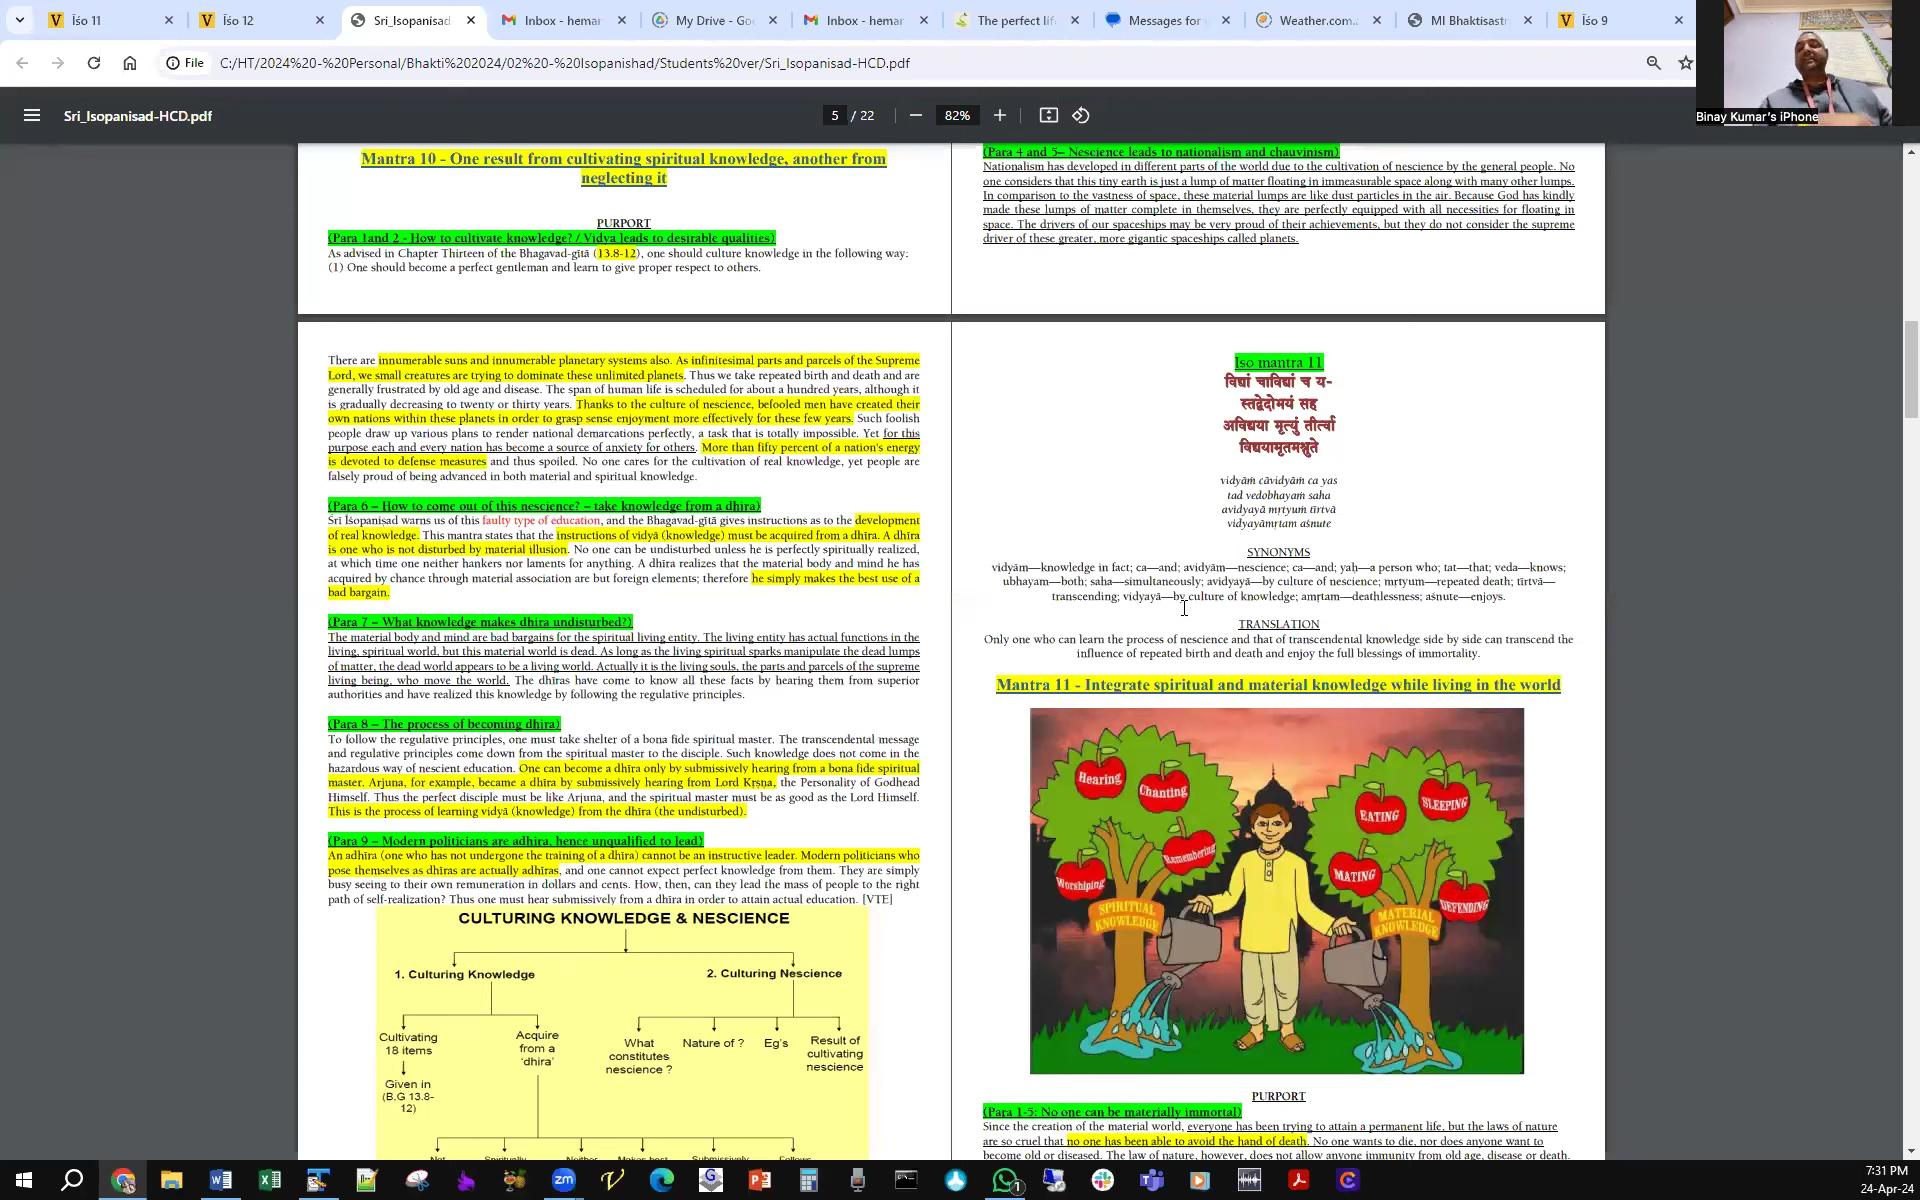 Íso 11
Íso 12
Sri_Isopanisad
Inbox - hemar
My Drive - Go
Inbox - hemar
The perfect lif
Messages for
Weather.com
MI Bhaktisastr
Íso 9
File
C:/HT/2024%20-%20Personal/Bhakti%202024/02%20-%20Isopanishad/Students%20ver/Sri_Isopanisad-HCD.pdf
Binay Kumar's iPhone
Sri_Isopanisad-HCD.pdf
5 / 22
82%
Mantra 10 - One result from cultivating spiritual knowledge, another from
neglecting it
PURPORT
(Para 1and 2 - How to cultivate knowledge? / Vidya leads to desirable qualities)
As advised in Chapter Thirteen of the Bhagavad-gītā (13.8-12), one should culture knowledge in the following way:
(1) One should become a perfect gentleman and learn to give proper respect to others.
(Para 4 and 5– Nescience leads to nationalism and chauvinism)
Nationalism has developed in different parts of the world due to the cultivation of nescience by the general people. No
one considers that this tiny earth is just a lump of matter floating in immeasurable space along with many other lumps.
In comparison to the vastness of space, these material lumps are like dust particles in the air. Because God has kindly
made these lumps of matter complete in themselves, they are perfectly equipped with all necessities for floating in
space. The drivers of our spaceships may be very proud of their achievements, but they do not consider the supreme
driver of these greater, more gigantic spaceships called planets.
There are innumerable suns and innumerable planetary systems also. As infinitesimal parts and parcels of the Supreme
Lord, we small creatures are trying to dominate these unlimited planets. Thus we take repeated birth and death and are
generally frustrated by old age and disease. The span of human life is scheduled for about a hundred years, although it
is gradually decreasing to twenty or thirty years. Thanks to the culture of nescience, befooled men have created their
own nations within these planets in order to grasp sense enjoyment more effectively for these few years. Such foolish
people draw up various plans to render national demarcations perfectly, a task that is totally impossible. Yet for this
purpose each and every nation has become a source of anxiety for others. More than fifty percent of a nation's energy
is devoted to defense measures and thus spoiled. No one cares for the cultivation of real knowledge, yet people are
falsely proud of being advanced in both material and spiritual knowledge.
(Para 6 – How to come out of this nescience? – take knowledge from a dhira)
Śrī Īśopaniṣad warns us of this faulty type of education, and the Bhagavad-gītā gives instructions as to the development
of real knowledge. This mantra states that the instructions of vidyā (knowledge) must be acquired from a dhīra. A dhīra
is one who is not disturbed by material illusion. No one can be undisturbed unless he is perfectly spiritually realized,
at which time one neither hankers nor laments for anything. A dhīra realizes that the material body and mind he has
acquired by chance through material association are but foreign elements; therefore he simply makes the best use of a
bad bargain.
(Para 7 – What knowledge makes dhira undisturbed?)
The material body and mind are bad bargains for the spiritual living entity. The living entity has actual functions in the
living, spiritual world, but this material world is dead. As long as the living spiritual sparks manipulate the dead lumps
of matter, the dead world appears to be a living world. Actually it is the living souls, the parts and parcels of the supreme
living being, who move the world. The dhīras have come to know all these facts by hearing them from superior
authorities and have realized this knowledge by following the regulative principles.
(Para 8 – The process of becoming dhira)
To follow the regulative principles, one must take shelter of a bona fide spiritual master. The transcendental message
and regulative principles come down from the spiritual master to the disciple. Such knowledge does not come in the
hazardous way of nescient education. One can become a dhīra only by submissively hearing from a bona fide spiritual
master. Arjuna, for example, became a dhīra by submissively hearing from Lord Kṛṣṇa, the Personality of Godhead
Himself. Thus the perfect disciple must be like Arjuna, and the spiritual master must be as good as the Lord Himself.
This is the process of learning vidyā (knowledge) from the dhīra (the undisturbed).
(Para 9 – Modern politicians are adhira, hence unqualified to lead)
An adhīra (one who has not undergone the training of a dhīra) cannot be an instructive leader. Modern politicians who
pose themselves as dhīras are actually adhīras, and one cannot expect perfect knowledge from them. They are simply
busy seeing to their own remuneration in dollars and cents. How, then, can they lead the mass of people to the right
path of self-realization? Thus one must hear submissively from a dhīra in order to attain actual education. [VTE]
CULTURING KNOWLEDGE & NESCIENCE
1. Culturing Knowledge
2. Culturing Nescience
Cultivating
18 items
Given in
(B.G 13.8-
12)
Acquire
from a
'dhira'
What
constitutes
nescience ?
Nature of ?
Eg's
Result of
cultivating
nescience
Iso mantra 11
विद्यां चाविद्यां च य-
स्तद्वेदोभयं सह
अविद्यया मृत्युं तीर्त्वा
विद्ययामृतमश्नुते
vidyāṁ cāvidyāṁ ca yas
tad vedobhayaṁ saha
avidyayā mṛtyuṁ tīrtvā
vidyayāmṛtam aśnute
SYNONYMS
vidyām—knowledge in fact; ca—and; avidyām—nescience; ca—and; yaḥ—a person who; tat—that; veda—knows;
ubhayam—both; saha—simultaneously; avidyayā—by culture of nescience; mṛtyum—repeated death; tīrtvā—
transcending; vidyayā—by culture of knowledge; amṛtam—deathlessness; aśnute—enjoys.
TRANSLATION
Only one who can learn the process of nescience and that of transcendental knowledge side by side can transcend the
influence of repeated birth and death and enjoy the full blessings of immortality.
Mantra 11 - Integrate spiritual and material knowledge while living in the world
Hearing
Chanting
Remembering
Worshiping
SPIRITUAL
KNOWLEDGE
EATING
SLEEPING
MATING
DEFENDING
MATERIAL
KNOWLEDGE
PURPORT
(Para 1-5: No one can be materially immortal)
Since the creation of the material world, everyone has been trying to attain a permanent life, but the laws of nature
are so cruel that no one has been able to avoid the hand of death. No one wants to die, nor does anyone want to
become old or diseased. The law of nature, however, does not allow anyone immunity from old age, disease or death.
7:31 PM
24-Apr-24